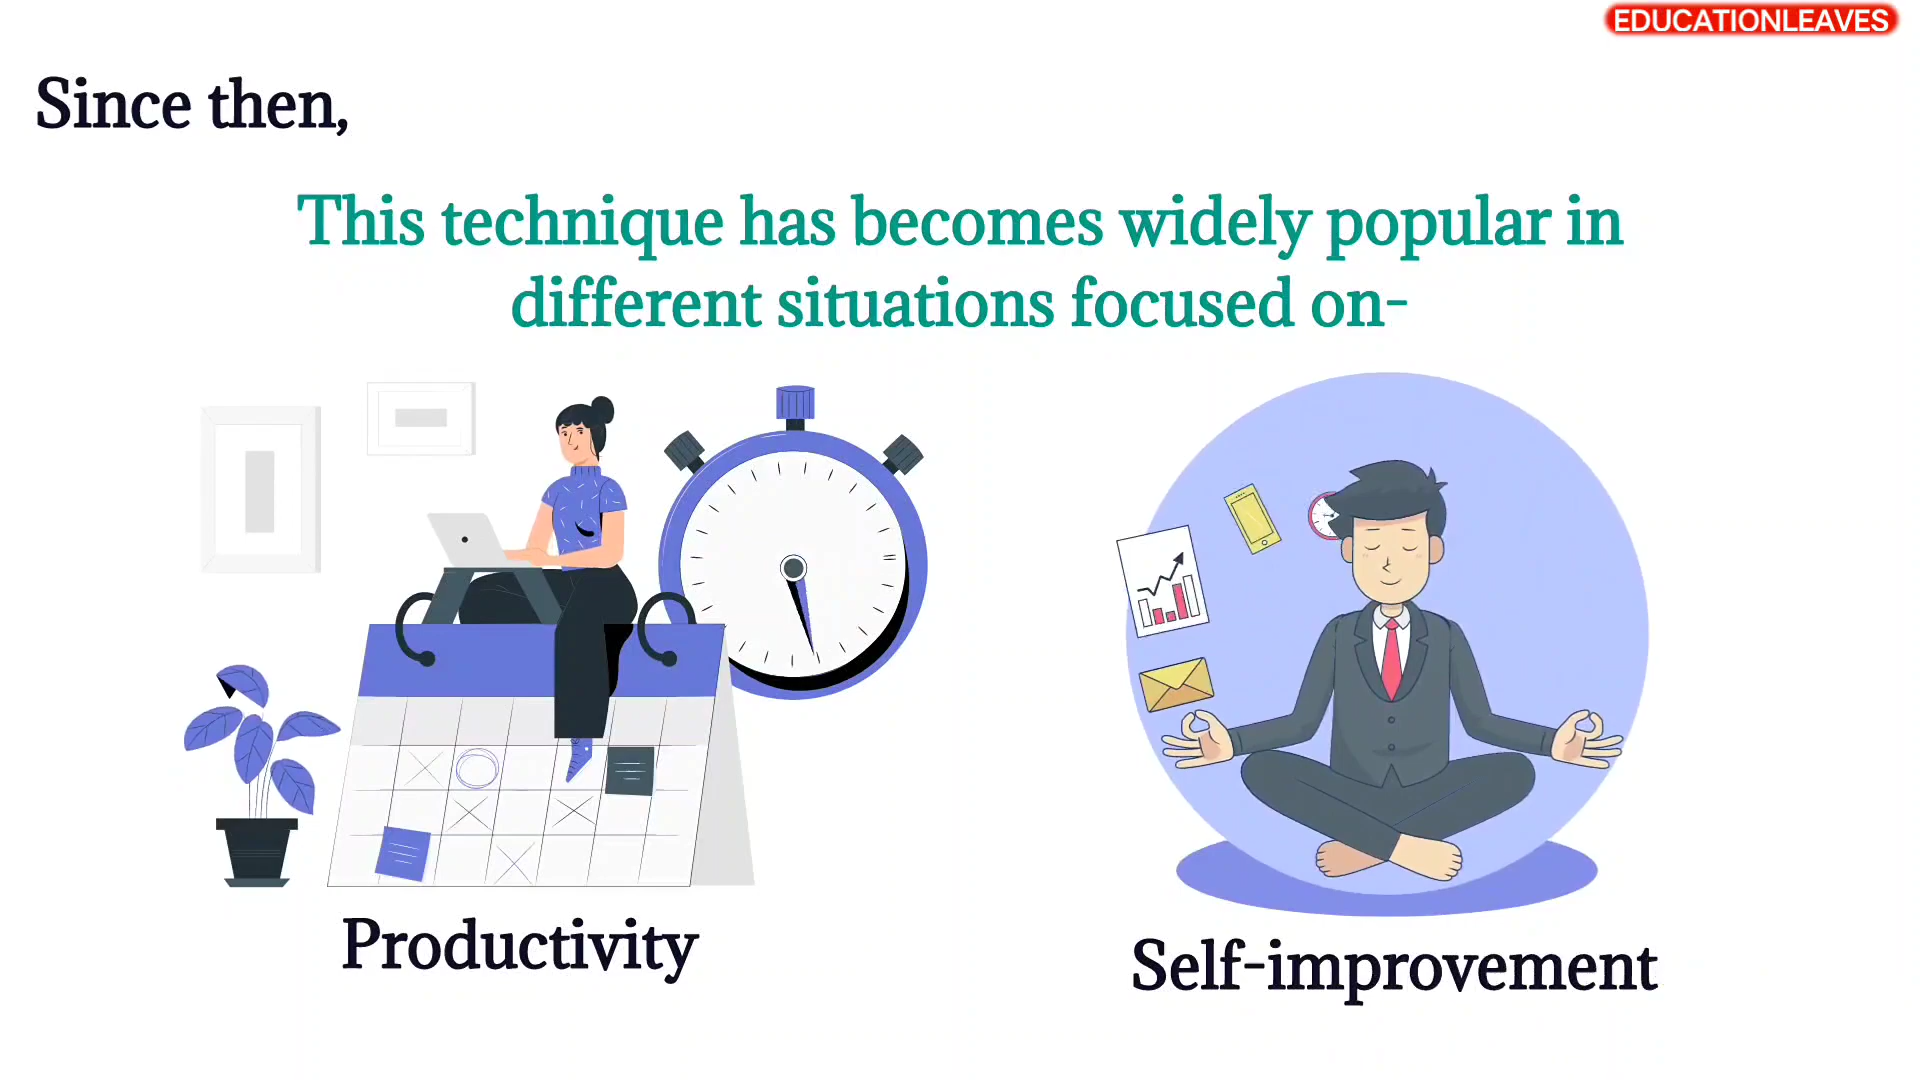 EDUCATIONLEAVES
Since then,
This technique has becomes widely popular in
different situations focused on-
Productivity
Self-improvement